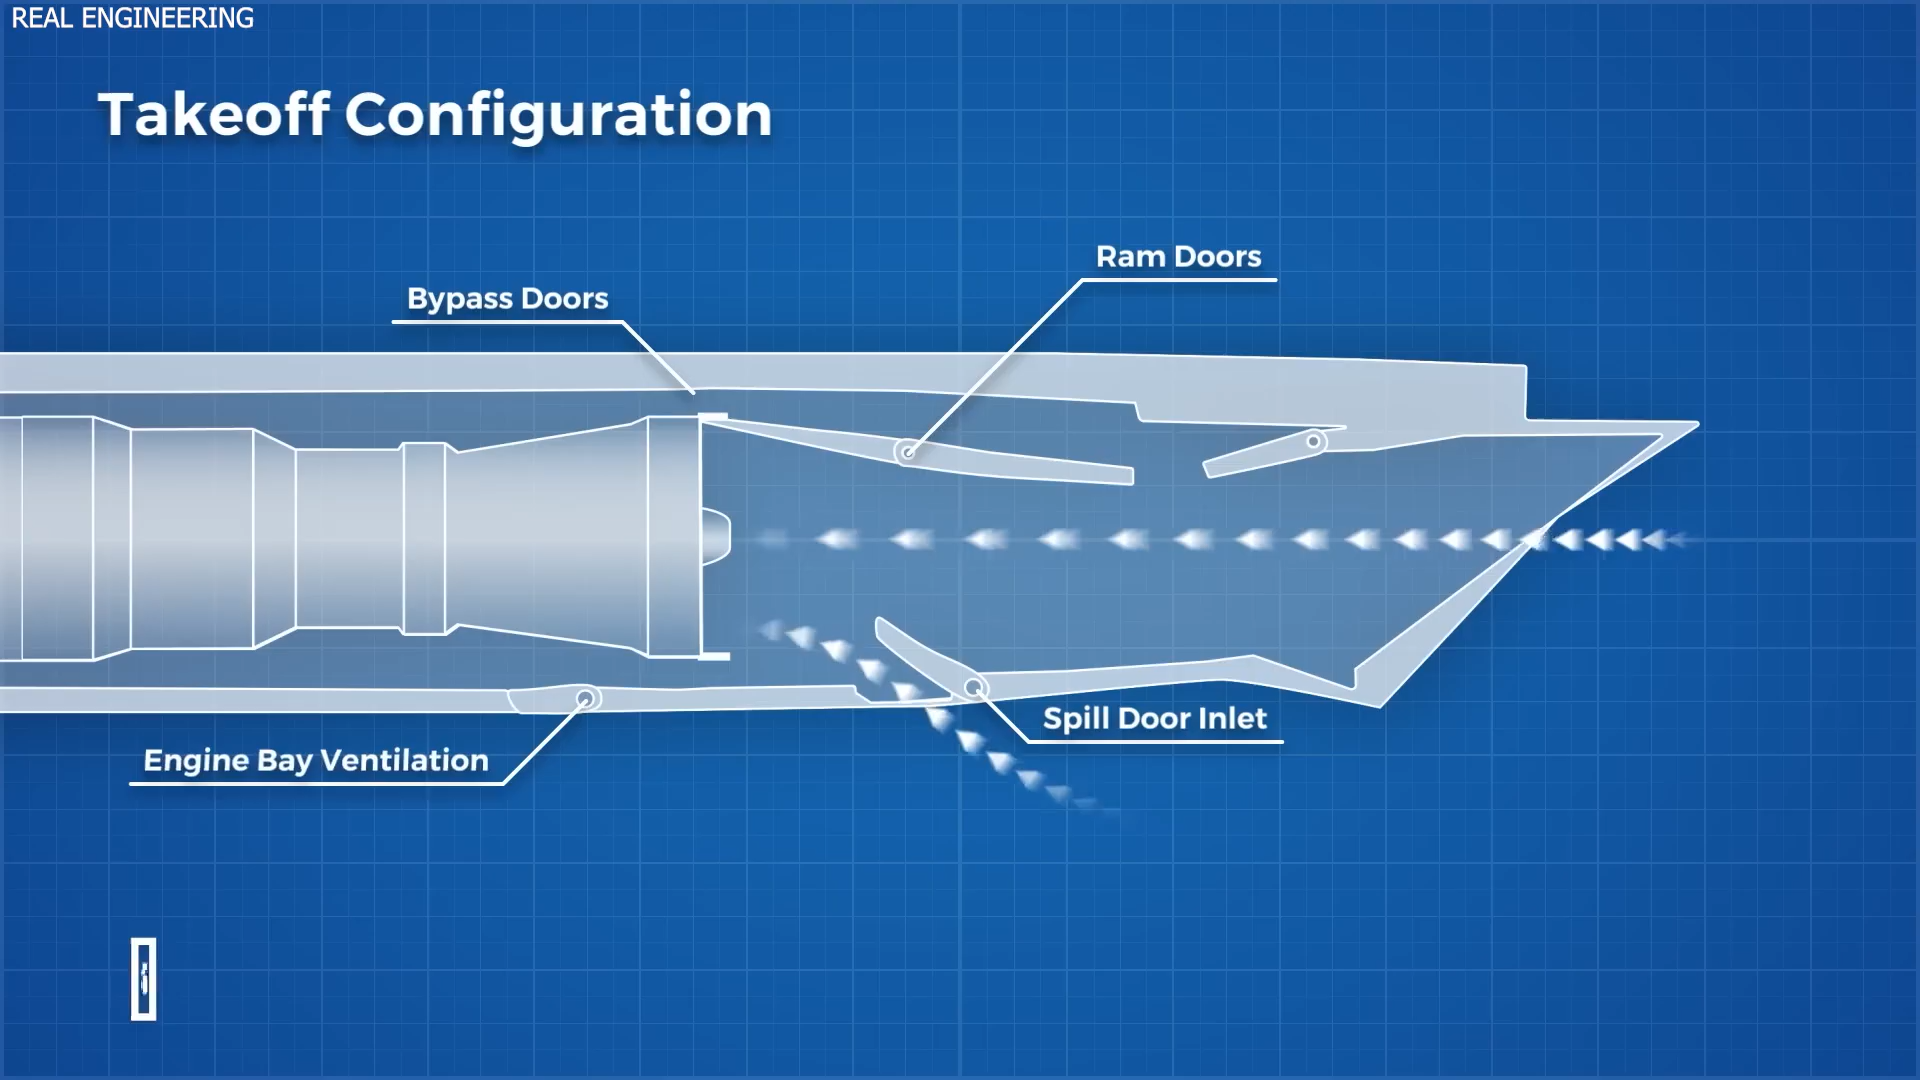 REAL ENGINEERING
Takeoff Configuration
Ram Doors
Bypass Doors
Spill Door Inlet
Engine Bay Ventilation